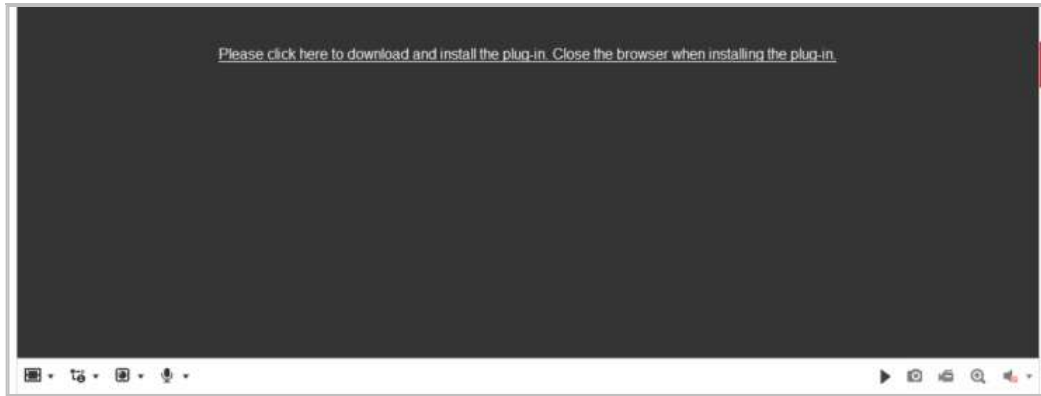 Please click here to download and install the plug-in. Close the browser when installing the plug-in.